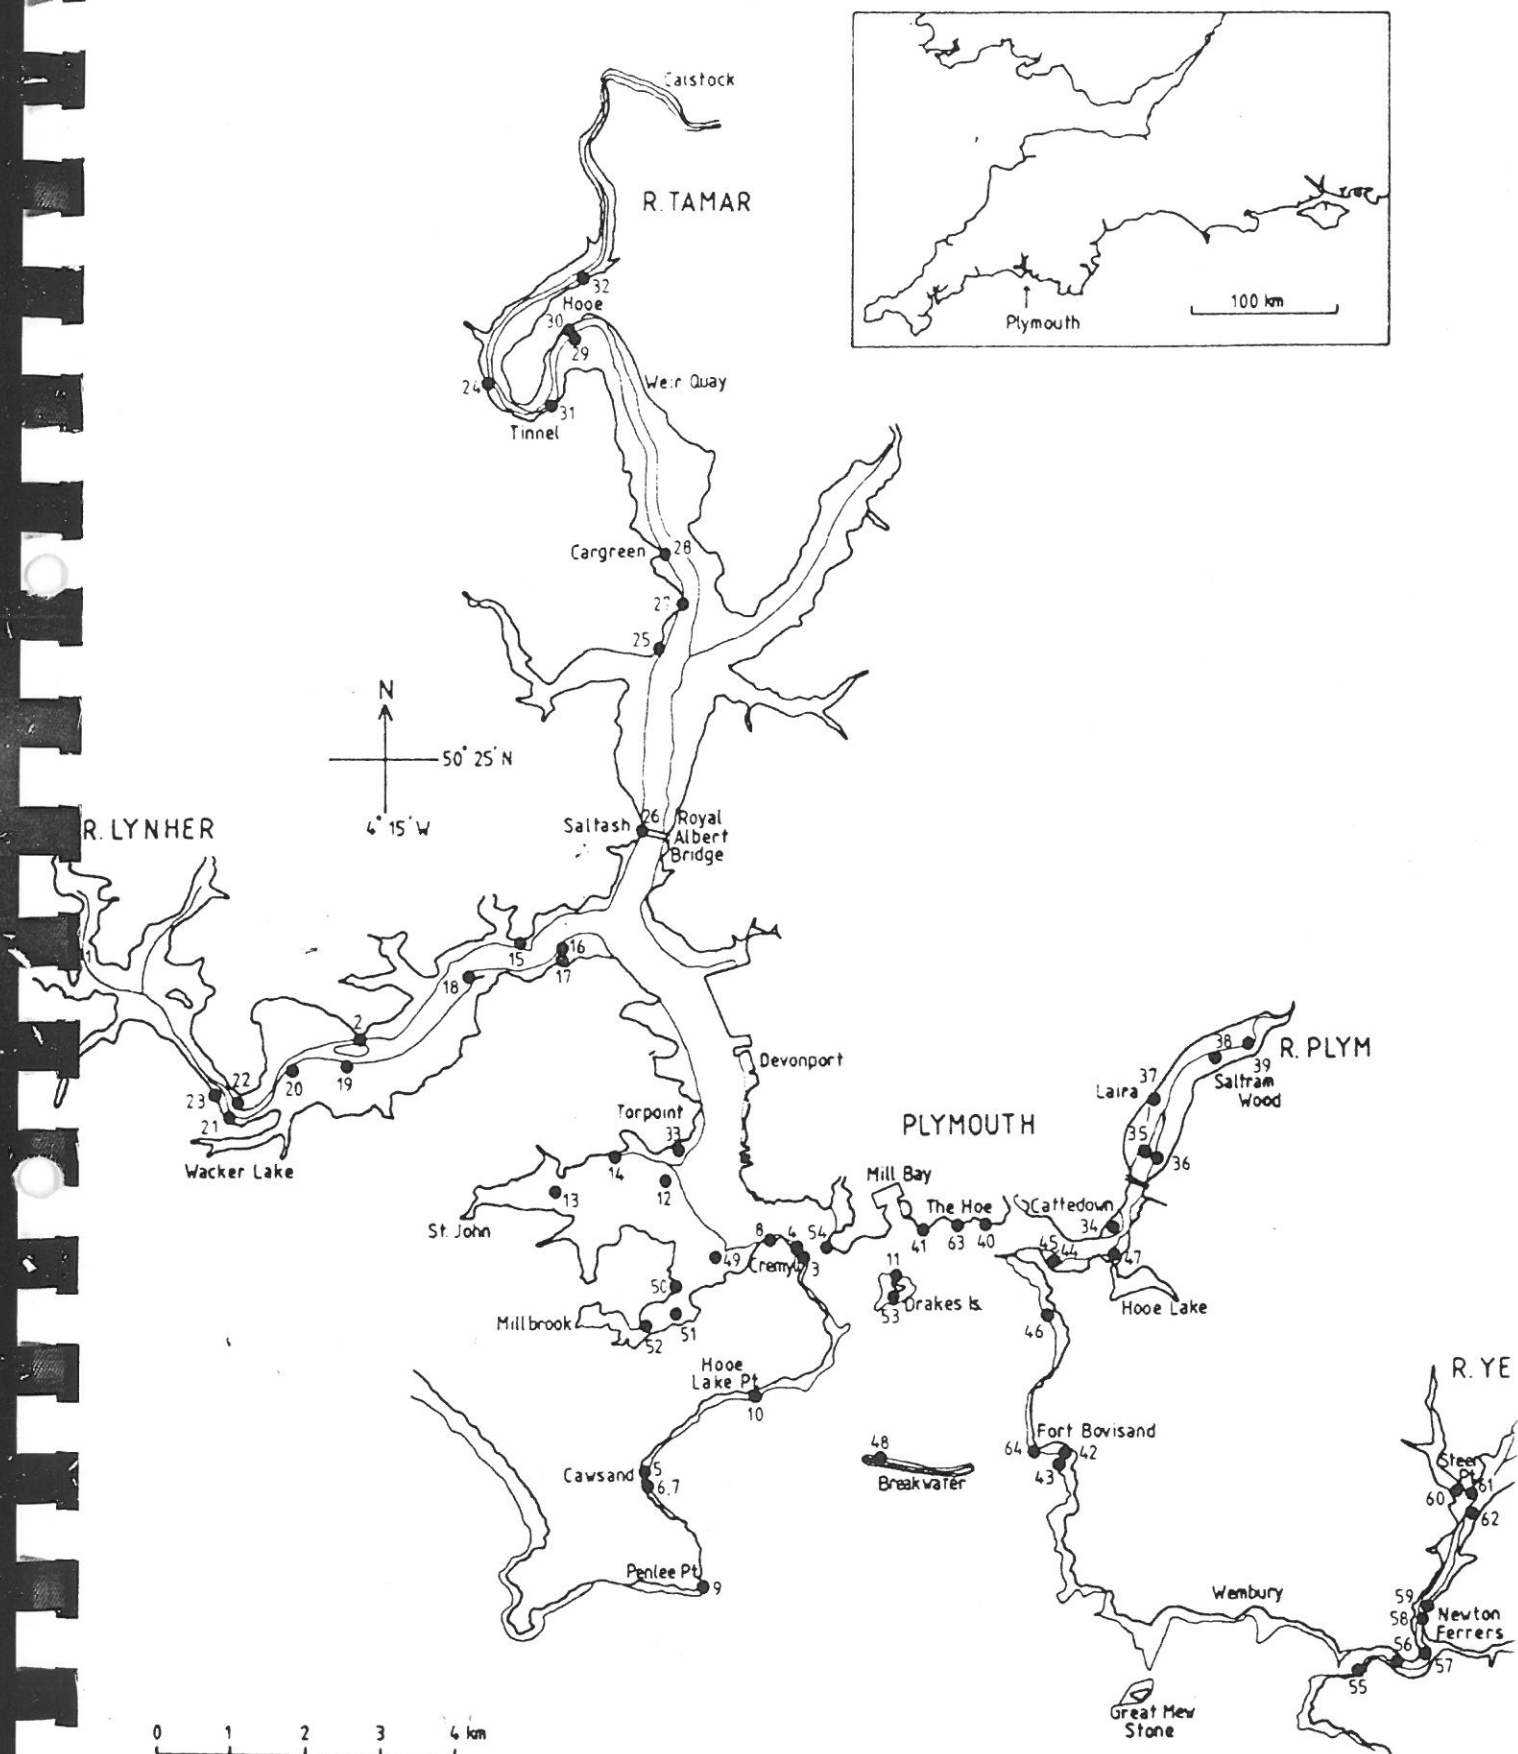 Calstock
R. TAMAR
100 km
Plymouth
32
Hooe
30
29
24
31
Tinnel
Weir Quay
Cargreen
28
27
25
N
50° 25' N
4° 15' W
26
Saltash
Royal
Albert
Bridge
R. LYNHER
1
15
16
17
18
2
19
20
22
23
21
Wacker Lake
Devonport
Torpoint
33
14
12
13
St. John
PLYMOUTH
R. PLYM
38
39
37
Laira
Saltram
Wood
35
36
Mill Bay
The Hoe
Cattedown
34
41
63
40
45
44
47
Hooe Lake
8
4
54
49
Cremyll
3
11
53
Drakes Is.
50
51
52
Millbrook
46
Hooe
Lake Pt
10
Fort Bovisand
64
42
43
48
Breakwater
Cawsand
5
6,7
Penlee Pt
9
R. YE
Steer
Pt
60
61
62
Wembury
59
58
Newton
Ferrers
56
57
55
Great Mew
Stone
0 1 2 3 4 km